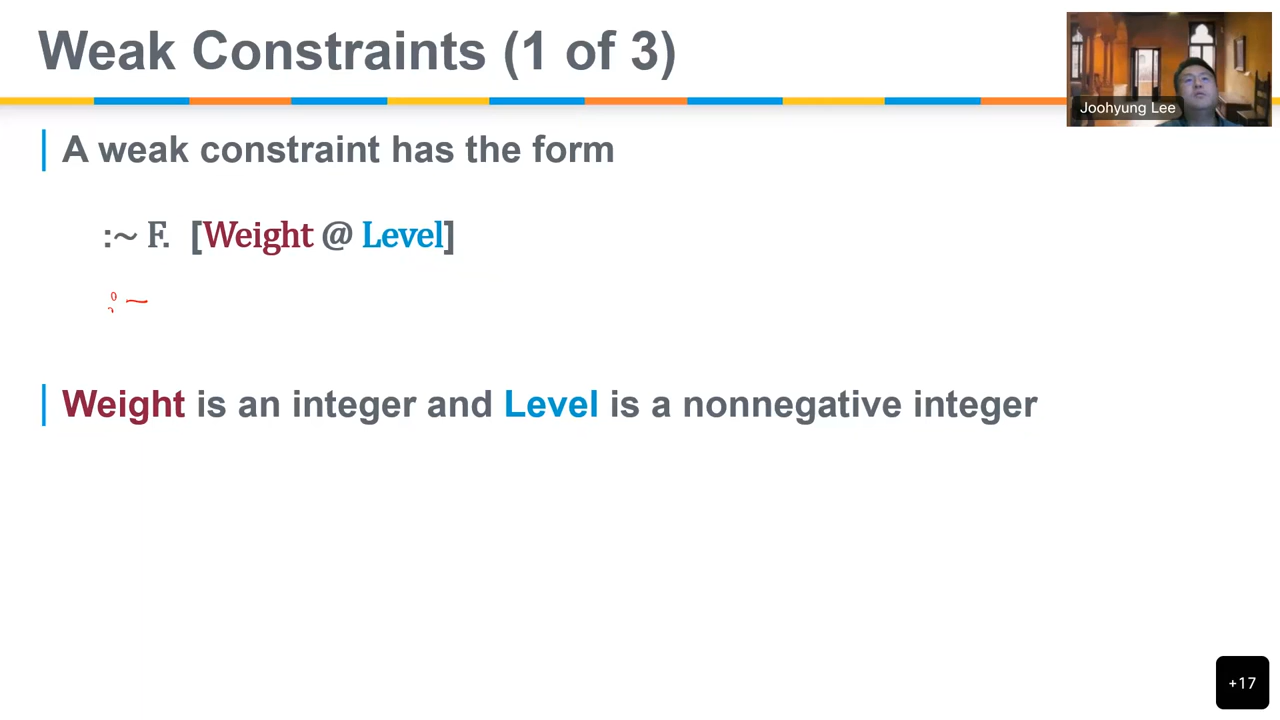 Weak Constraints (1 of 3)
Joohyung Lee
A weak constraint has the form
:~ F. [Weight @ Level]
:~
Weight is an integer and Level is a nonnegative integer
+17